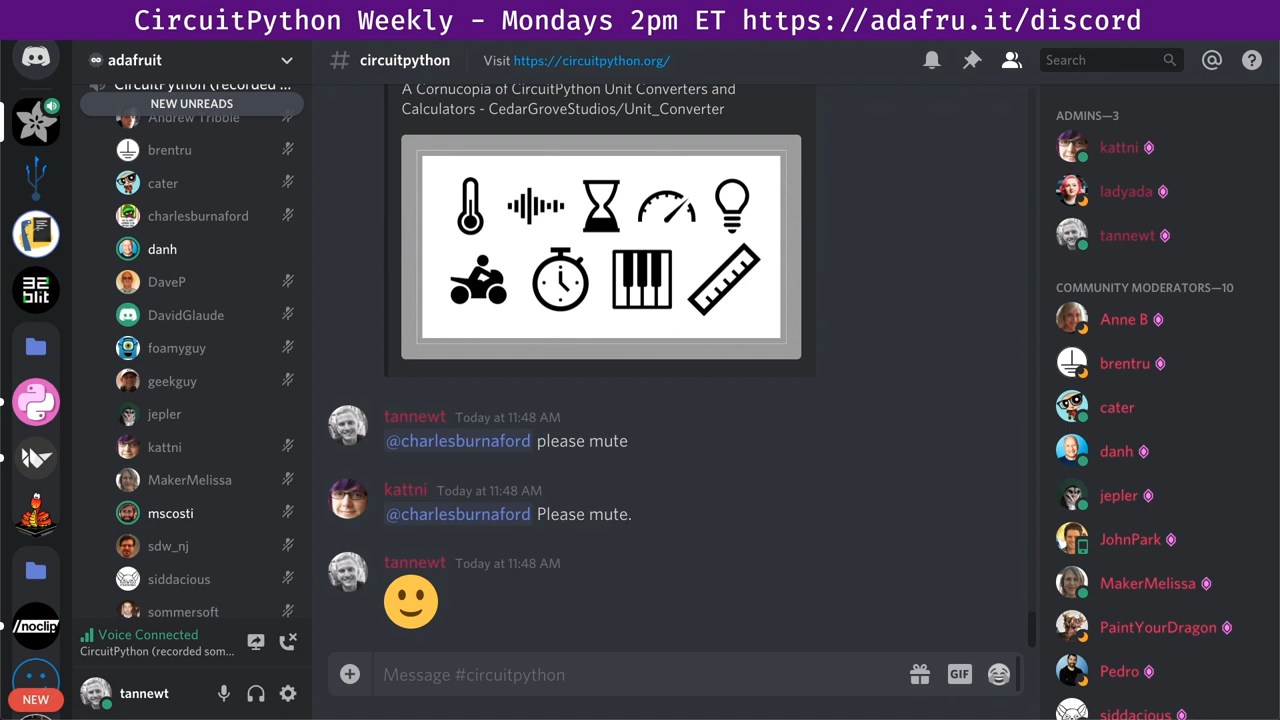 CircuitPython Weekly - Mondays 2pm ET https://adafru.it/discord
adafruit
CircuitPython (recorded ...
NEW UNREADS
Andrew Tribble
brentru
cater
charlesburnaford
danh
DaveP
DavidGlaude
foamyguy
geekguy
jepler
kattni
MakerMelissa
mscosti
sdw_nj
siddacious
sommersoft
Voice Connected
CircuitPython (recorded som...
tannewt
32blit
/noclip
NEW
# circuitpython
Visit https://circuitpython.org/
A Cornucopia of CircuitPython Unit Converters and
Calculators - CedarGroveStudios/Unit_Converter
tannewt Today at 11:48 AM
@charlesburnaford please mute
kattni Today at 11:48 AM
@charlesburnaford Please mute.
tannewt Today at 11:48 AM
Message #circuitpython
GIF
Search
ADMINS—3
kattni
ladyada
tannewt
COMMUNITY MODERATORS—10
Anne B
brentru
cater
danh
jepler
JohnPark
MakerMelissa
PaintYourDragon
Pedro
siddacious